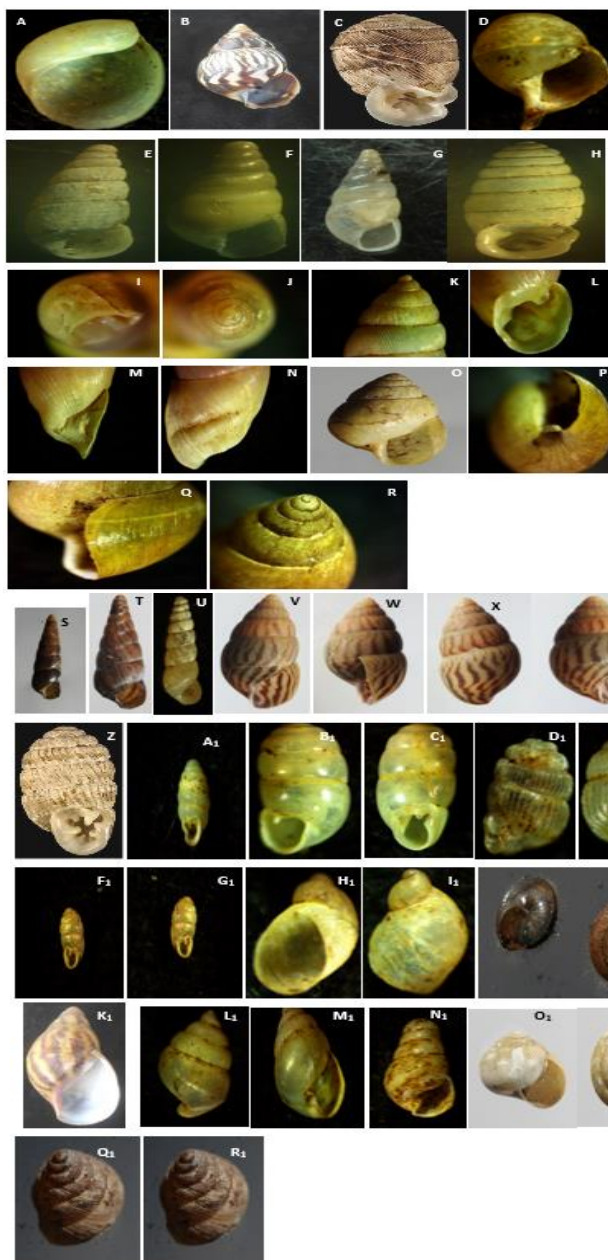 A B C D
E F G H
I J K L
M N O P
Q R
S T U V W X
Z A₁ B₁ C₁ D₁
F₁ G₁ H₁ I₁
K₁ L₁ M₁ N₁ O₁
Q₁ R₁